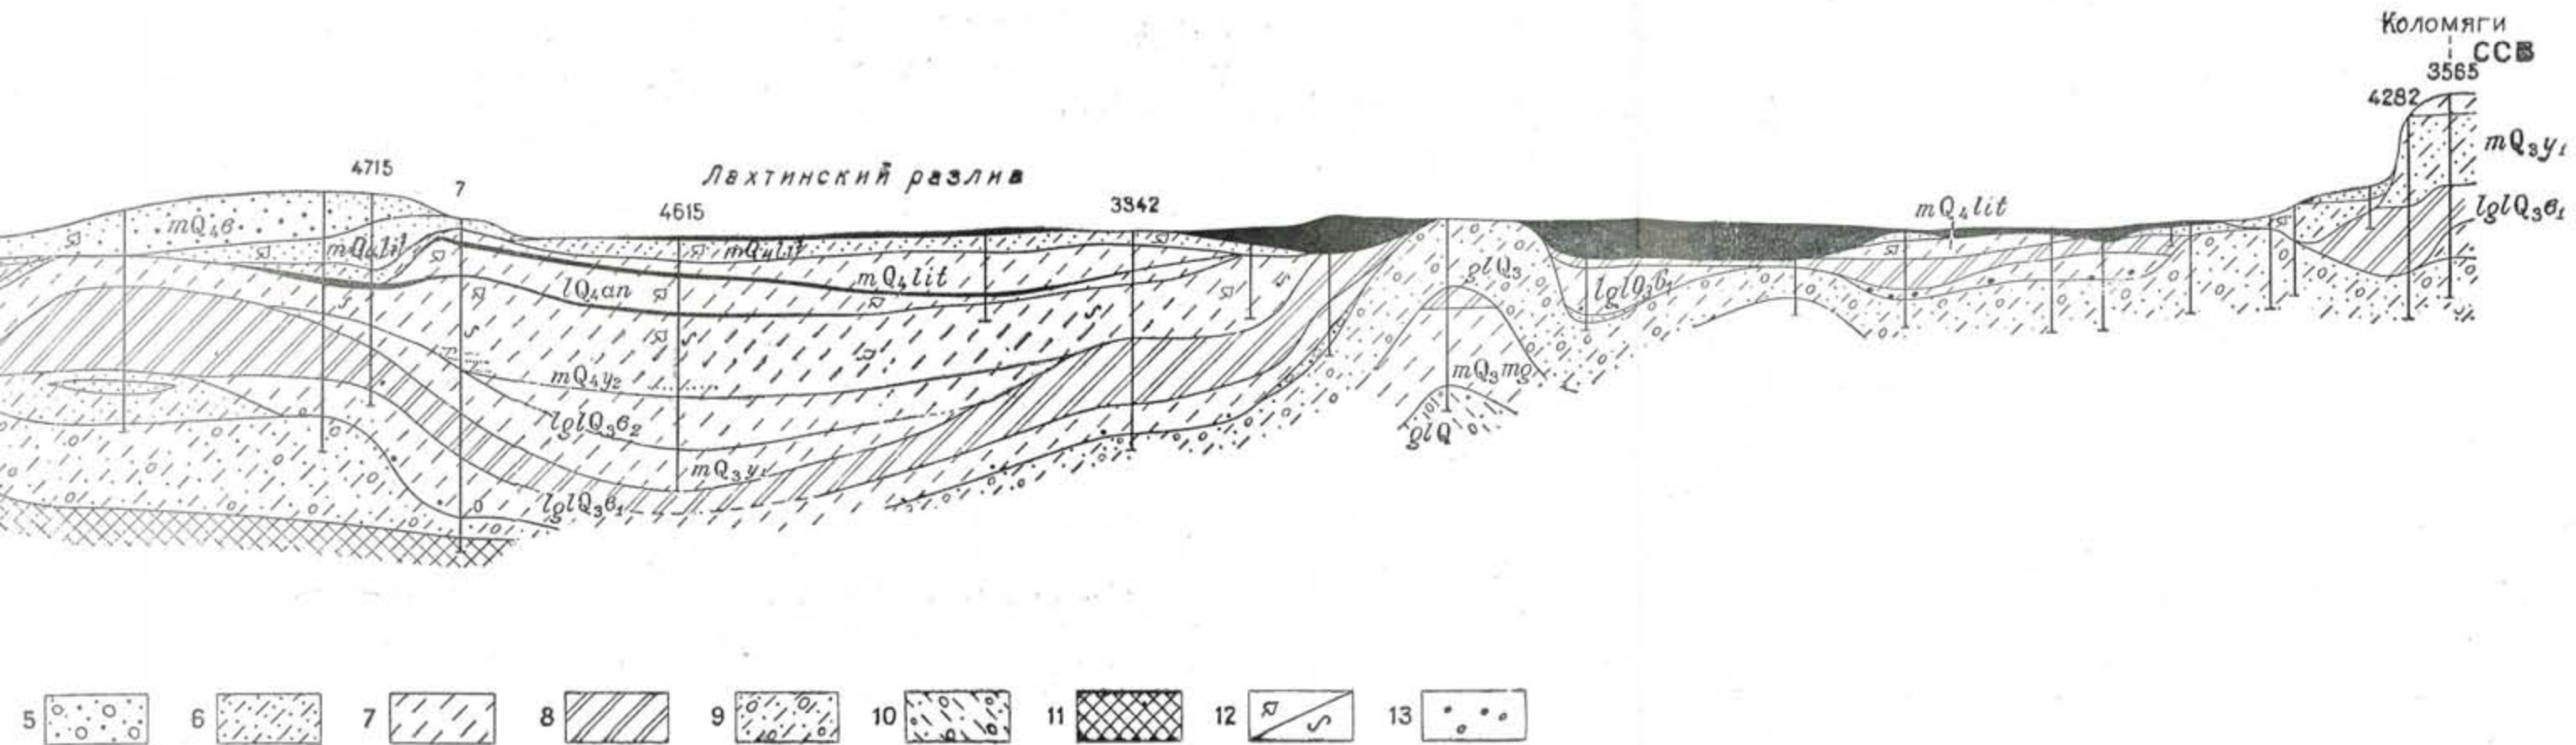 Коломяги
ССВ
3565
4282
4715
7
Лахтинский разлив
4615
3342
mQ₄lit
mQ₃y₁
lglQ₃в₁
mQ₄в
mQ₄lit
mQ₄lit
mQ₄lit
lQ₄an
glQ₃
lglQ₃в₁
mQ₄y₂
mQ₃mg
lglQ₃в₂
glQ
mQ₃y₁
lglQ₃в₁
5 6 7 8 9 10 11 12 13